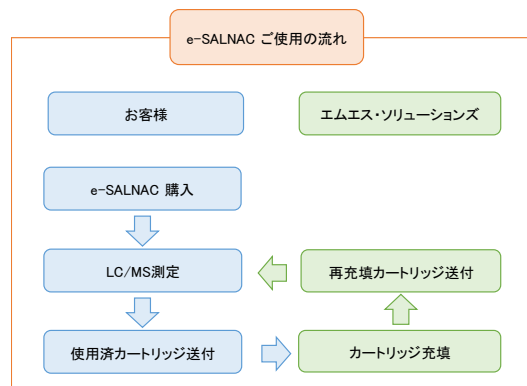 e-SALNAC ご使用の流れ
お客様
エムエス・ソリューションズ
e-SALNAC 購入
LC/MS測定
再充填カートリッジ送付
使用済カートリッジ送付
カートリッジ充填